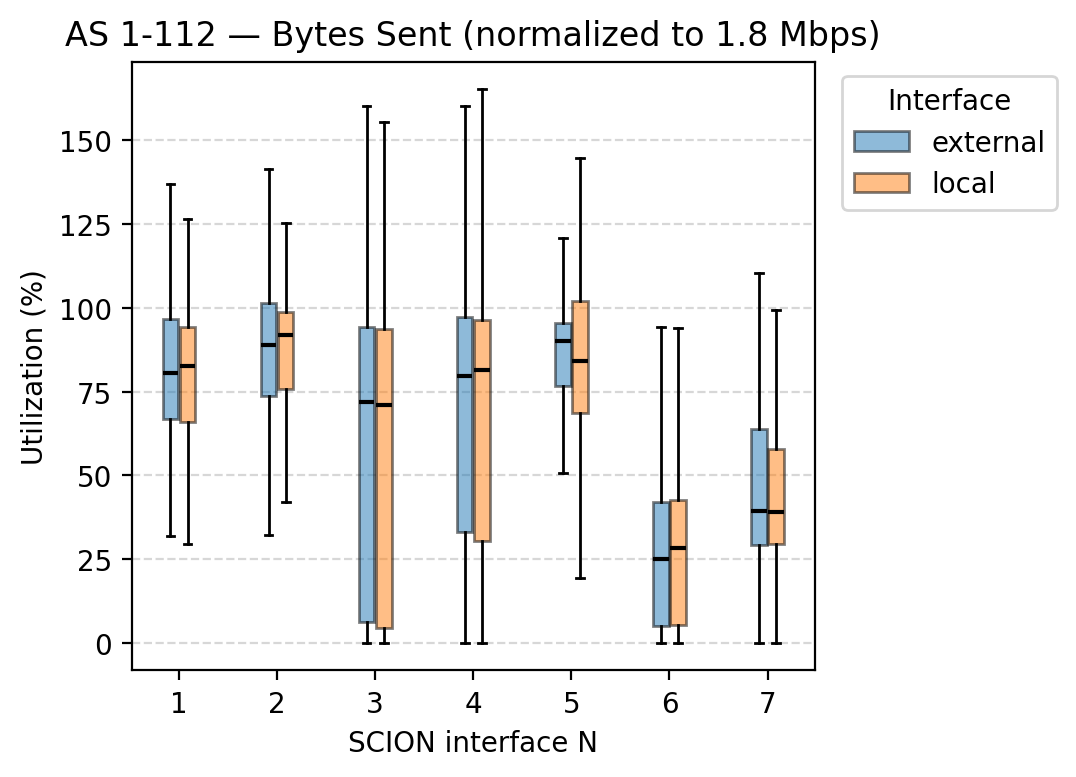 AS 1-112 — Bytes Sent (normalized to 1.8 Mbps)
Interface
external
local
Utilization (%)
150
125
100
75
50
25
0
1 2 3 4 5 6 7
SCION interface N